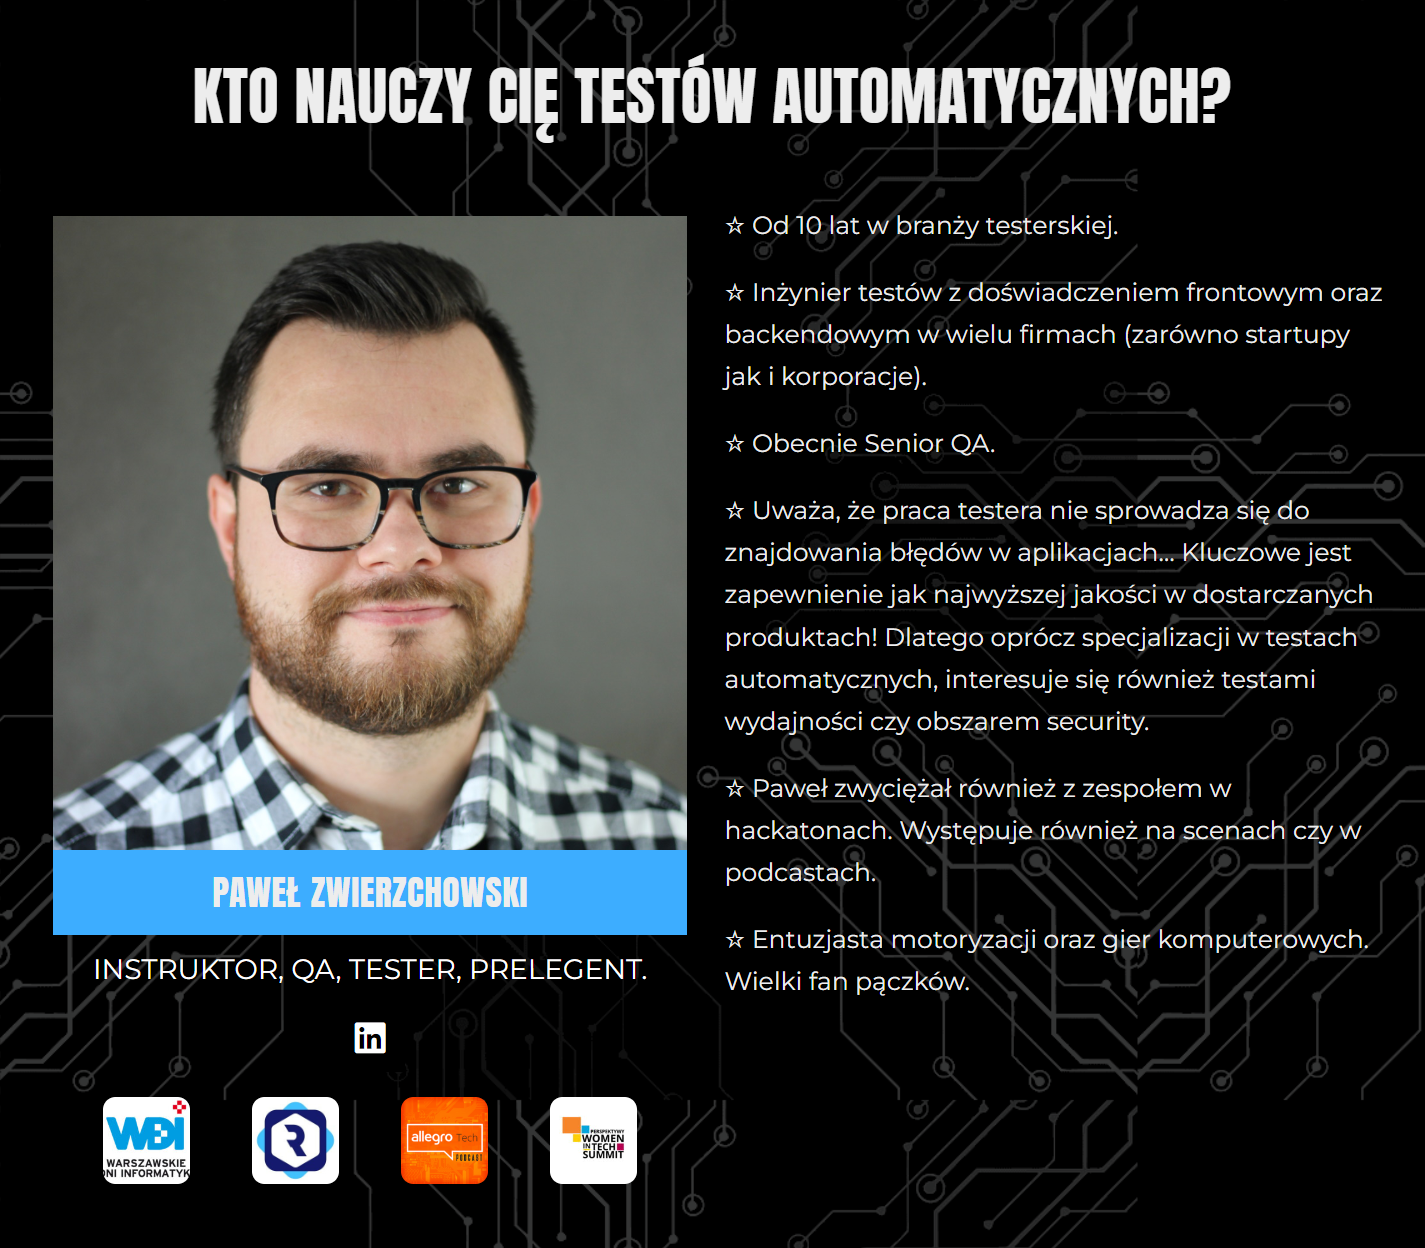 KTO NAUCZY CIĘ TESTÓW AUTOMATYCZNYCH?
☆ Od 10 lat w branży testerskiej.
☆ Inżynier testów z doświadczeniem frontowym oraz
backendowym w wielu firmach (zarówno startupy
jak i korporacje).
☆ Obecnie Senior QA.
☆ Uważa, że praca testera nie sprowadza się do
znajdowania błędów w aplikacjach... Kluczowe jest
zapewnienie jak najwyższej jakości w dostarczanych
produktach! Dlatego oprócz specjalizacji w testach
automatycznych, interesuje się również testami
wydajności czy obszarem security.
☆ Paweł zwyciężał również z zespołem w
hackatonach. Występuje również na scenach czy w
podcastach.
☆ Entuzjasta motoryzacji oraz gier komputerowych.
Wielki fan pączków.
PAWEŁ ZWIERZCHOWSKI
INSTRUKTOR, QA, TESTER, PRELEGENT.
in
WDI
WARSZAWSKIE
DNI INFORMATYK
R
allegro Tech
PODCAST
PERSPEKTYWY
WOMEN
IN TECH
SUMMIT